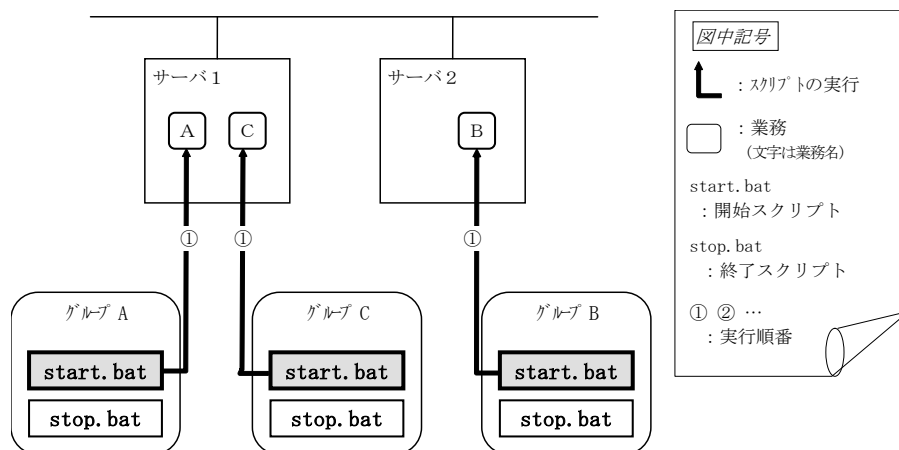 サーバ1
サーバ2
A
C
B
①
①
①
グループ A
グループ C
グループ B
start.bat
start.bat
start.bat
stop.bat
stop.bat
stop.bat
図中記号
：スクリプトの実行
：業務
(文字は業務名)
start.bat
：開始スクリプト
stop.bat
：終了スクリプト
① ② …
：実行順番